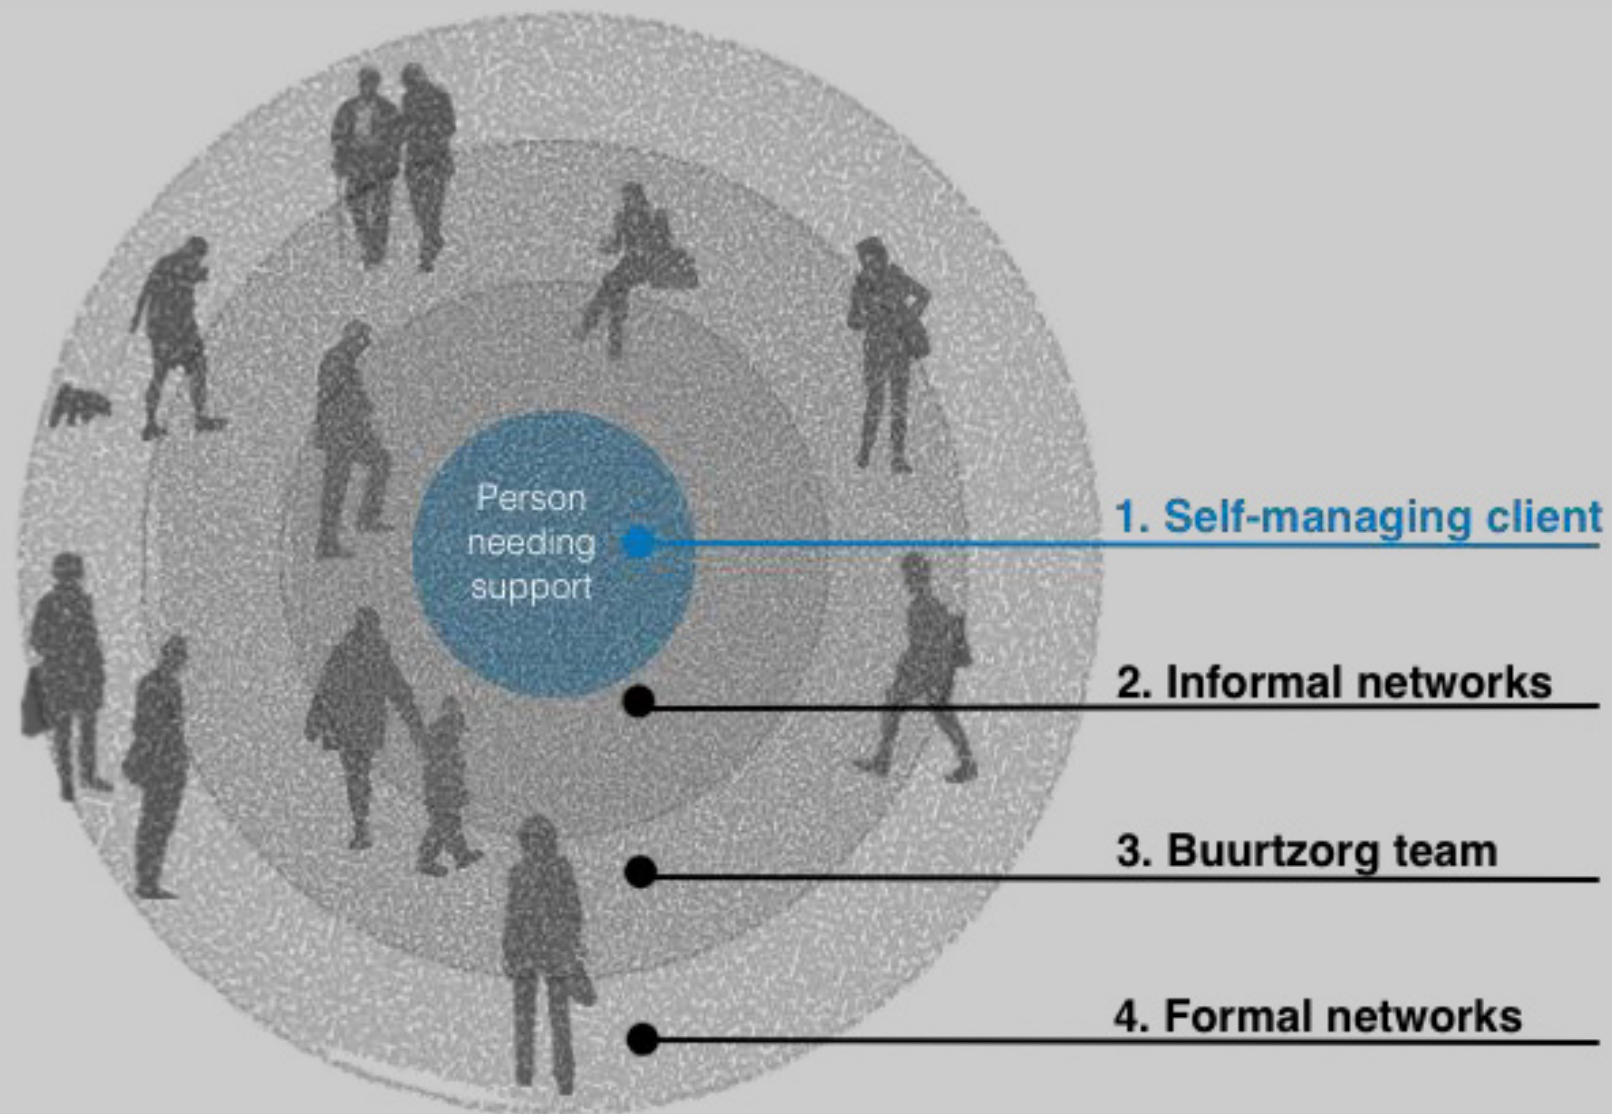 Person
needing
support
1. Self-managing client
2. Informal networks
3. Buurtzorg team
4. Formal networks